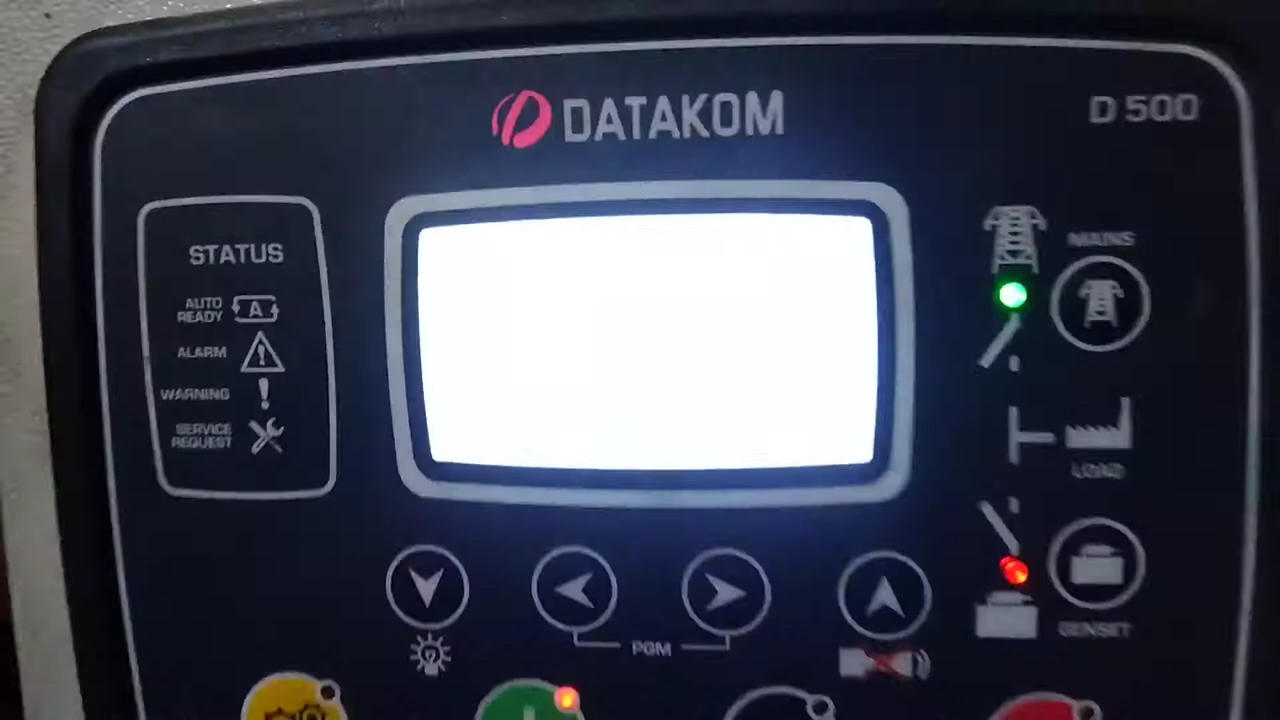 DATAKOM
D 500
STATUS
AUTO
READY
A
ALARM
WARNING
SERVICE
REQUEST
MAINS
LOAD
GENSET
PGM